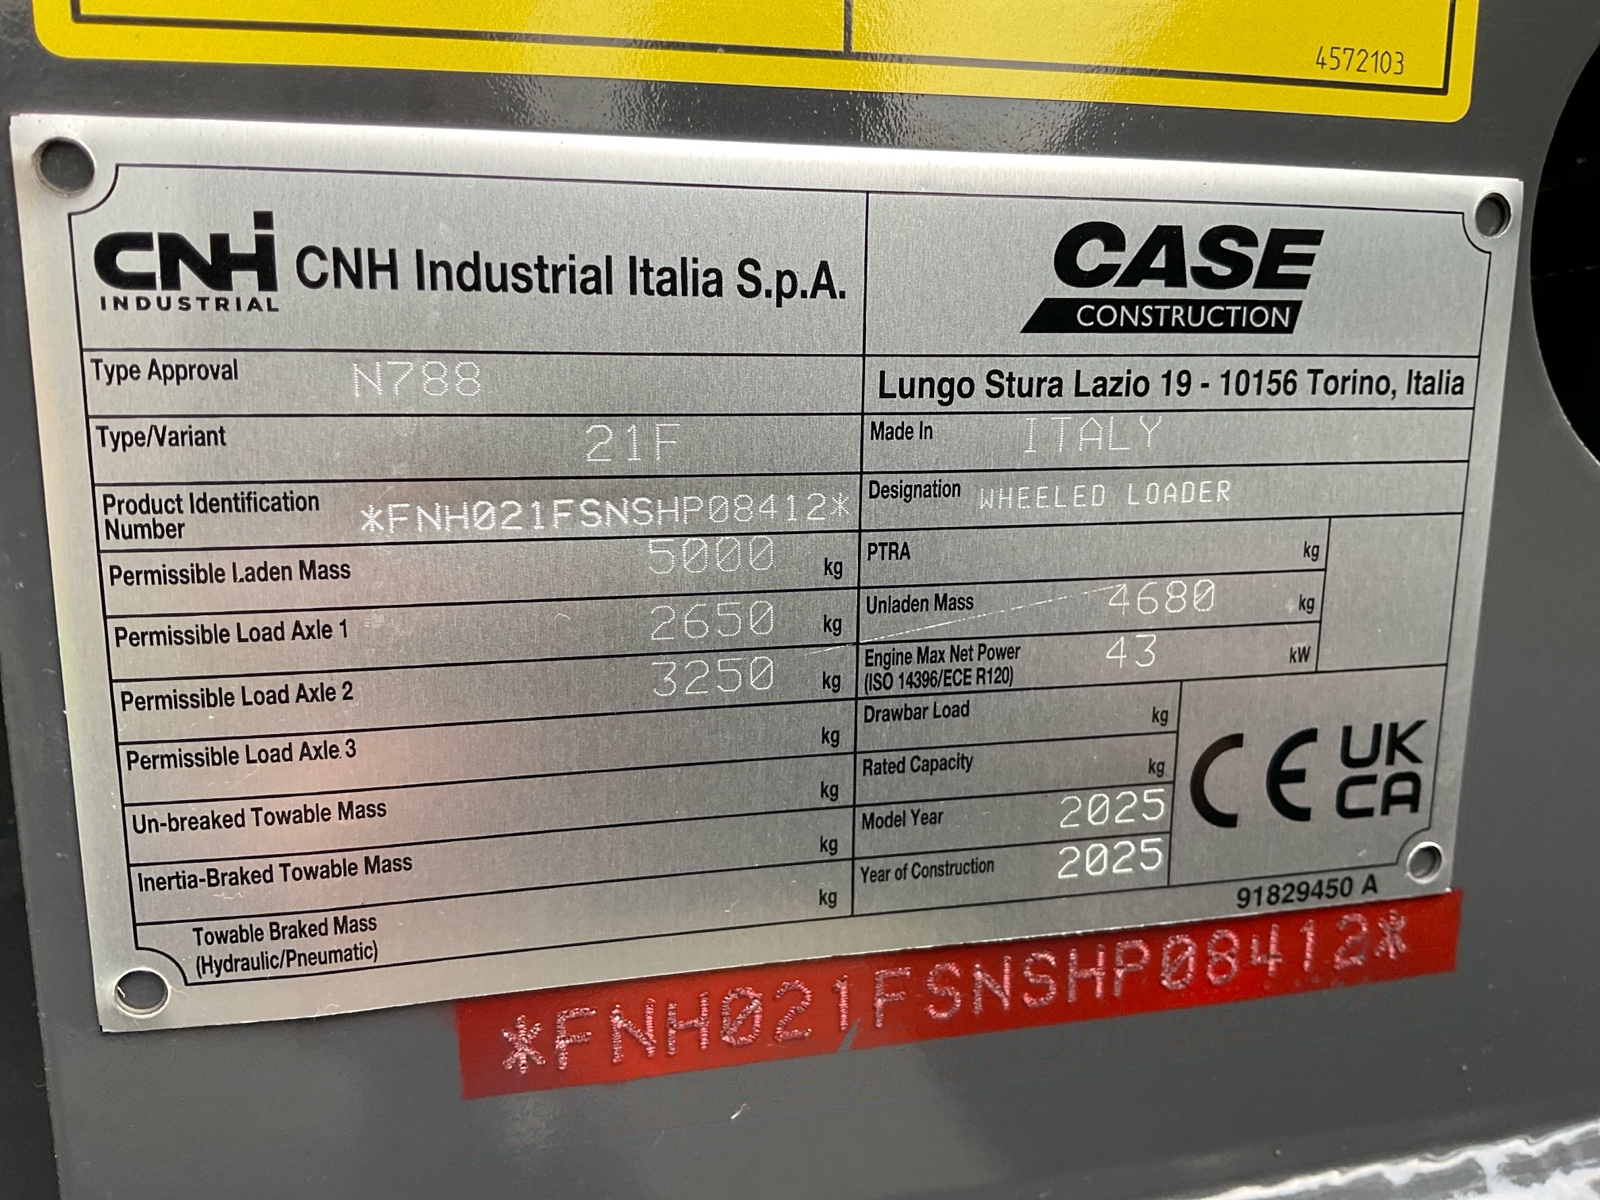 4572103
CNH INDUSTRIAL CNH Industrial Italia S.p.A.
CASE CONSTRUCTION
Type Approval N788
Lungo Stura Lazio 19 - 10156 Torino, Italia
Type/Variant 21F
Made In ITALY
Product Identification Number *FNH021FSNSHP08412*
Designation WHEELED LOADER
Permissible Laden Mass 5000 kg
PTRA kg
Permissible Load Axle 1 2650 kg
Unladen Mass 4680 kg
Permissible Load Axle 2 3250 kg
Engine Max Net Power (ISO 14396/ECE R120) 43 kW
Permissible Load Axle 3 kg
Drawbar Load kg
Un-breaked Towable Mass kg
Rated Capacity kg
Inertia-Braked Towable Mass kg
Model Year 2025
Towable Braked Mass (Hydraulic/Pneumatic) kg
Year of Construction 2025
CE UK CA
91829450 A
*FNH021FSNSHP08412*